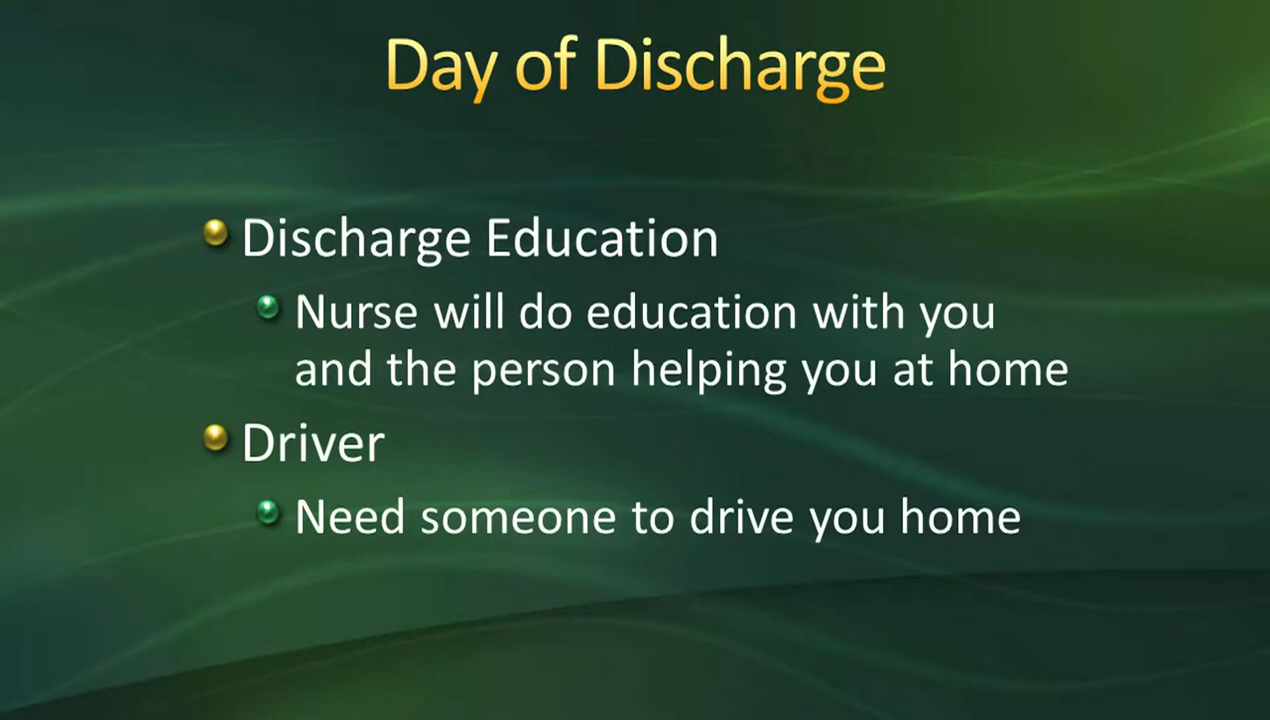 Day of Discharge
Discharge Education
Nurse will do education with you
and the person helping you at home
Driver
Need someone to drive you home